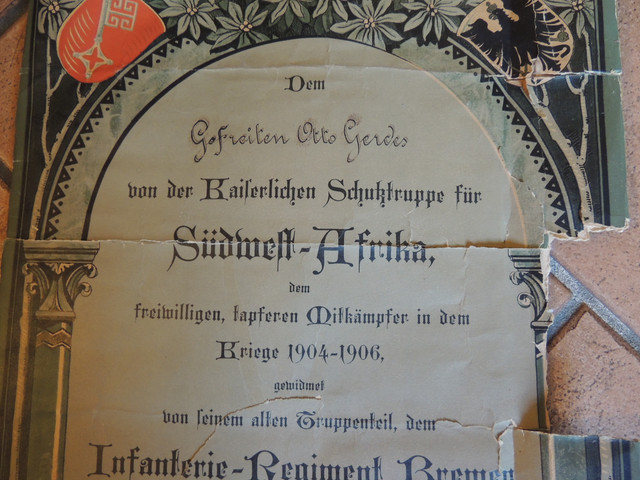 Dem
Gefreiten Otto Gerdes
von der Kaiserlichen Schutztruppe für
Südwest-Afrika,
dem
freiwilligen, tapferen Mitkämpfer in dem
Kriege 1904-1906,
gewidmet
von seinem alten Truppenteil, dem
Infanterie-Regiment Bremen